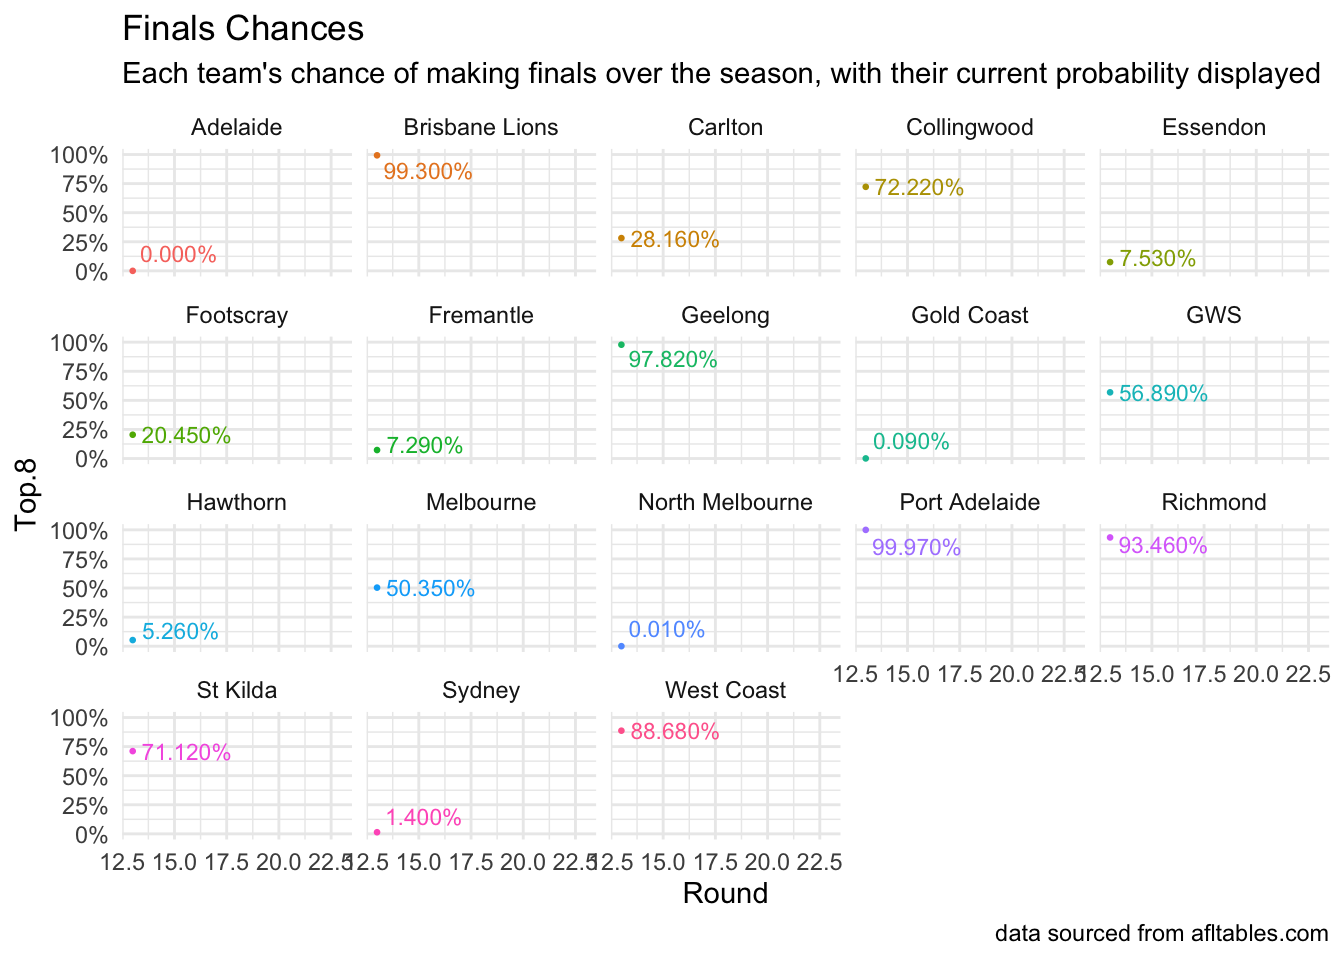 Finals Chances
Each team's chance of making finals over the season, with their current probability displayed
Adelaide Brisbane Lions Carlton Collingwood Essendon
100%
75%
50%
25%
0%
0.000% 99.300% 28.160% 72.220% 7.530%
Footscray Fremantle Geelong Gold Coast GWS
100%
75%
50%
25%
0%
20.450% 7.290% 97.820% 0.090% 56.890%
Top.8
Hawthorn Melbourne North Melbourne Port Adelaide Richmond
100%
75%
50%
25%
0%
5.260% 50.350% 0.010% 99.970% 93.460%
12.5 15.0 17.5 20.0 22.5 12.5 15.0 17.5 20.0 22.5
St Kilda Sydney West Coast
100%
75%
50%
25%
0%
71.120% 1.400% 88.680%
12.5 15.0 17.5 20.0 22.5 12.5 15.0 17.5 20.0 22.5 12.5 15.0 17.5 20.0 22.5
Round
data sourced from afltables.com